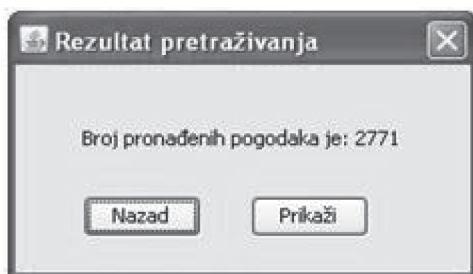 Rezultat pretraživanja
Broj pronađenih pogodaka je: 2771
Nazad Prikaži